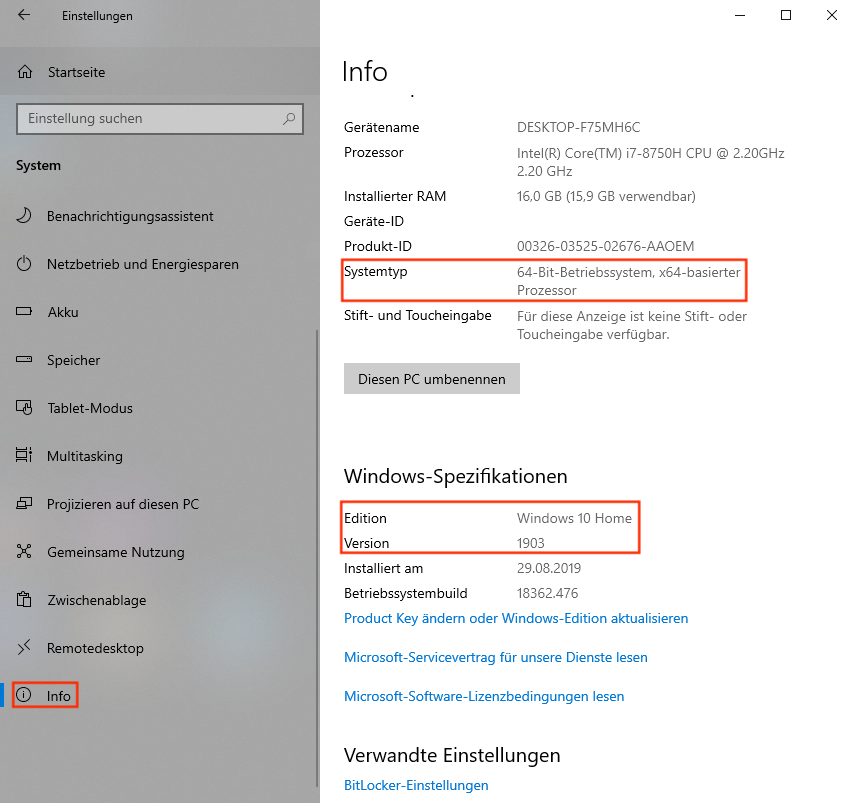 Einstellungen
Startseite
Einstellung suchen
System
Benachrichtigungsassistent
Netzbetrieb und Energiesparen
Akku
Speicher
Tablet-Modus
Multitasking
Projizieren auf diesen PC
Gemeinsame Nutzung
Zwischenablage
Remotedesktop
Info
Info
Gerätename DESKTOP-F75MH6C
Prozessor Intel(R) Core(TM) i7-8750H CPU @ 2.20GHz
2.20 GHz
Installierter RAM 16,0 GB (15,9 GB verwendbar)
Geräte-ID
Produkt-ID 00326-03525-02676-AAOEM
Systemtyp 64-Bit-Betriebssystem, x64-basierter
Prozessor
Stift- und Toucheingabe Für diese Anzeige ist keine Stift- oder
Toucheingabe verfügbar.
Diesen PC umbenennen
Windows-Spezifikationen
Edition Windows 10 Home
Version 1903
Installiert am 29.08.2019
Betriebssystembuild 18362.476
Product Key ändern oder Windows-Edition aktualisieren
Microsoft-Servicevertrag für unsere Dienste lesen
Microsoft-Software-Lizenzbedingungen lesen
Verwandte Einstellungen
BitLocker-Einstellungen